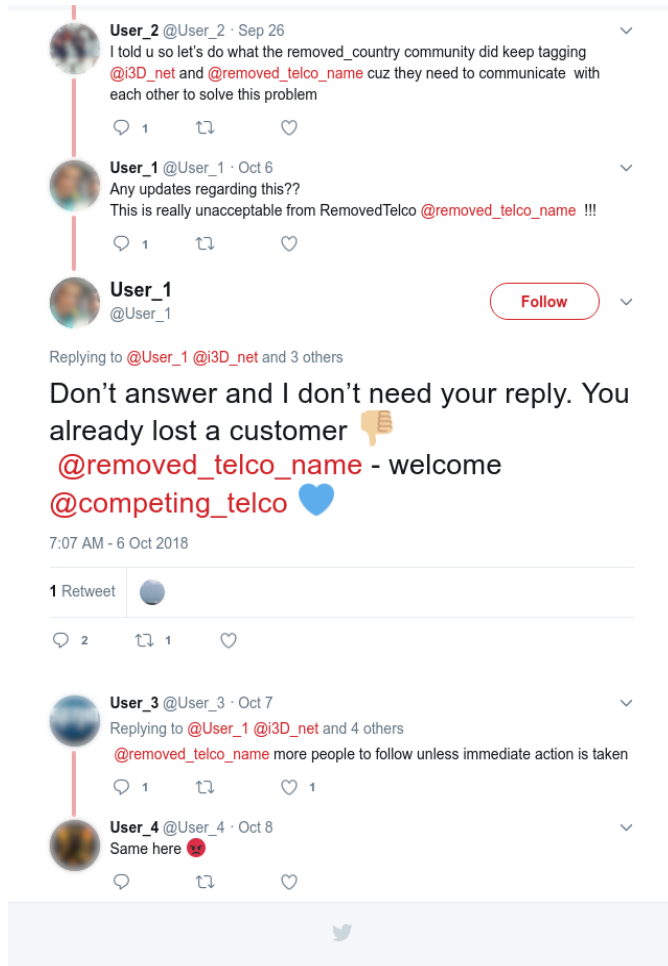 User_2 @User_2 · Sep 26
I told u so let's do what the removed_country community did keep tagging
@i3D_net and @removed_telco_name cuz they need to communicate with
each other to solve this problem
1
User_1 @User_1 · Oct 6
Any updates regarding this??
This is really unacceptable from RemovedTelco @removed_telco_name !!!
1
User_1
@User_1
Follow
Replying to @User_1 @i3D_net and 3 others
Don't answer and I don't need your reply. You
already lost a customer 👎🏼
@removed_telco_name - welcome
@competing_telco 💙
7:07 AM - 6 Oct 2018
1 Retweet
2 1
User_3 @User_3 · Oct 7
Replying to @User_1 @i3D_net and 4 others
@removed_telco_name more people to follow unless immediate action is taken
1 1
User_4 @User_4 · Oct 8
Same here 😡